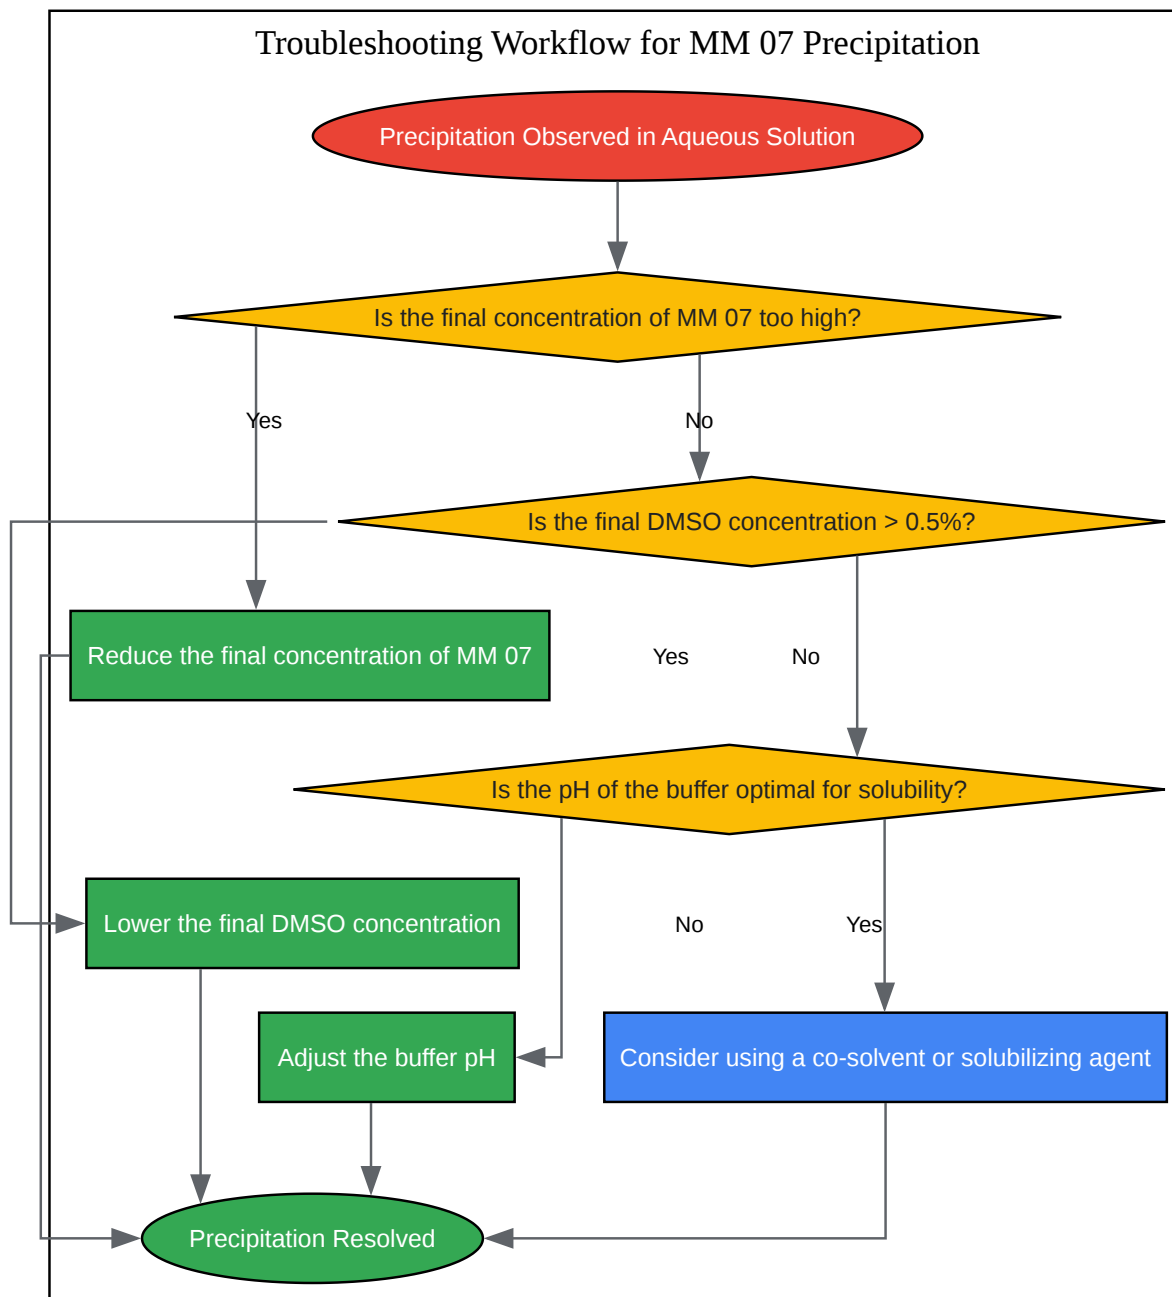 Troubleshooting Workflow for MM 07 Precipitation
Precipitation Observed in Aqueous Solution
Is the final concentration of MM 07 too high?
Yes
No
Is the final DMSO concentration > 0.5%?
Reduce the final concentration of MM 07
Yes
No
Is the pH of the buffer optimal for solubility?
Lower the final DMSO concentration
No
Yes
Adjust the buffer pH
Consider using a co-solvent or solubilizing agent
Precipitation Resolved